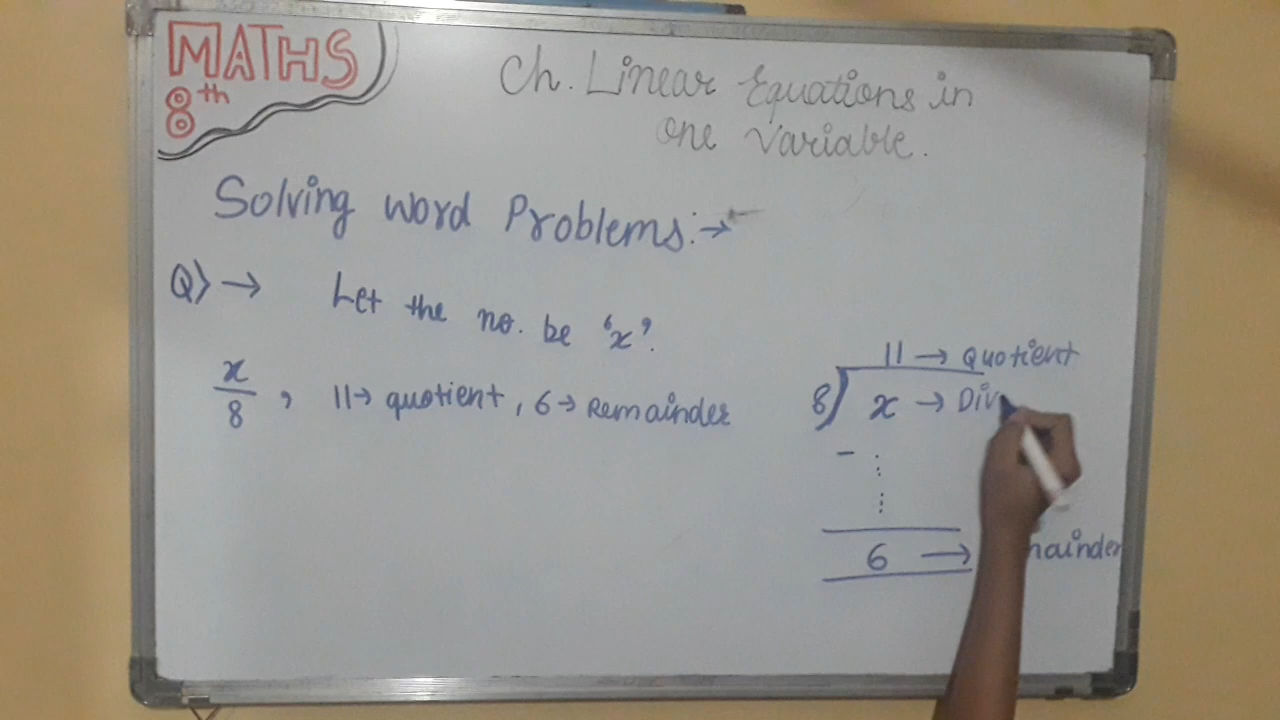 MATHS
8th
Ch. Linear Equations in
one Variable.
Solving Word Problems:→
Q) → Let the no. be 'x'.
x/8 , 11→ quotient, 6→ Remainder
11 → Quotient
8) x → Div
- :
:
6 →